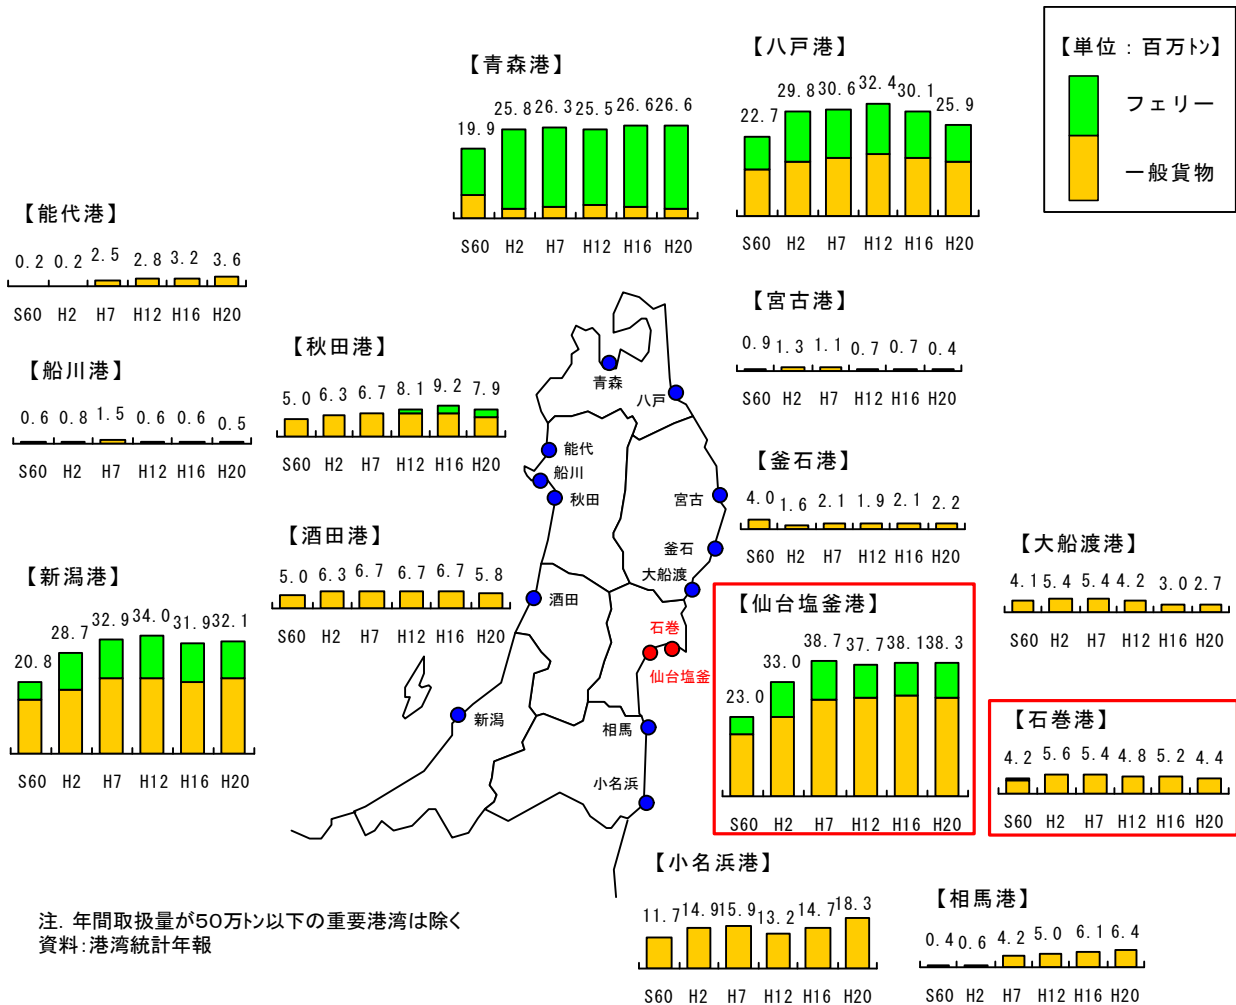 【単位：百万トン】
フェリー
一般貨物
【青森港】
19.9 25.8 26.3 25.5 26.6 26.6
S60 H2 H7 H12 H16 H20
【八戸港】
22.7 29.8 30.6 32.4 30.1 25.9
S60 H2 H7 H12 H16 H20
【能代港】
0.2 0.2 2.5 2.8 3.2 3.6
S60 H2 H7 H12 H16 H20
【船川港】
0.6 0.8 1.5 0.6 0.6 0.5
S60 H2 H7 H12 H16 H20
【秋田港】
5.0 6.3 6.7 8.1 9.2 7.9
S60 H2 H7 H12 H16 H20
【宮古港】
0.9 1.3 1.1 0.7 0.7 0.4
S60 H2 H7 H12 H16 H20
【釜石港】
4.0 1.6 2.1 1.9 2.1 2.2
S60 H2 H7 H12 H16 H20
【酒田港】
5.0 6.3 6.7 6.7 6.7 5.8
S60 H2 H7 H12 H16 H20
【新潟港】
20.8 28.7 32.9 34.0 31.9 32.1
S60 H2 H7 H12 H16 H20
【大船渡港】
4.1 5.4 5.4 4.2 3.0 2.7
S60 H2 H7 H12 H16 H20
【仙台塩釜港】
23.0 33.0 38.7 37.7 38.1 38.3
S60 H2 H7 H12 H16 H20
【石巻港】
4.2 5.6 5.4 4.8 5.2 4.4
S60 H2 H7 H12 H16 H20
【小名浜港】
11.7 14.9 15.9 13.2 14.7 18.3
S60 H2 H7 H12 H16 H20
【相馬港】
0.4 0.6 4.2 5.0 6.1 6.4
S60 H2 H7 H12 H16 H20
青森
八戸
能代
船川
秋田
宮古
釜石
大船渡
酒田
石巻
仙台塩釜
新潟
相馬
小名浜
注. 年間取扱量が50万トン以下の重要港湾は除く
資料：港湾統計年報